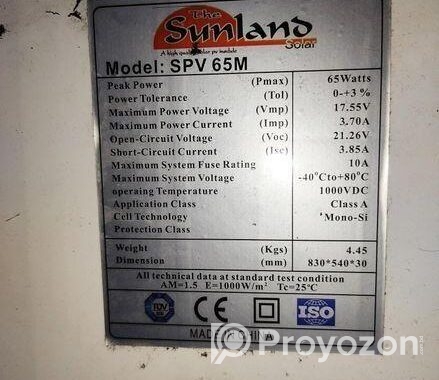 The
Sunland
Solar
A high quality solar pv module
Model: SPV 65M
Peak Power (Pmax) 65Watts
Power Tolerance (Tol) 0-+3 %
Maximum Power Voltage (Vmp) 17.55V
Maximum Power Current (Imp) 3.70A
Open-Circuit Voltage (Voc) 21.26V
Short-Circuit Current (Isc) 3.85A
Maximum System Fuse Rating 10A
Maximum System Voltage -40°Cto+80°C
operaing Temperature 1000VDC
Application Class Class A
Cell Technology *Mono-Si
Protection Class
Weight (Kgs) 4.45
Dimension (mm) 830*540*30
All technical data at standard test condition
AM=1.5 E=1000W/m² Tc=25°C
TÜV CE ISO
MADE IN CHINA
Proyozon